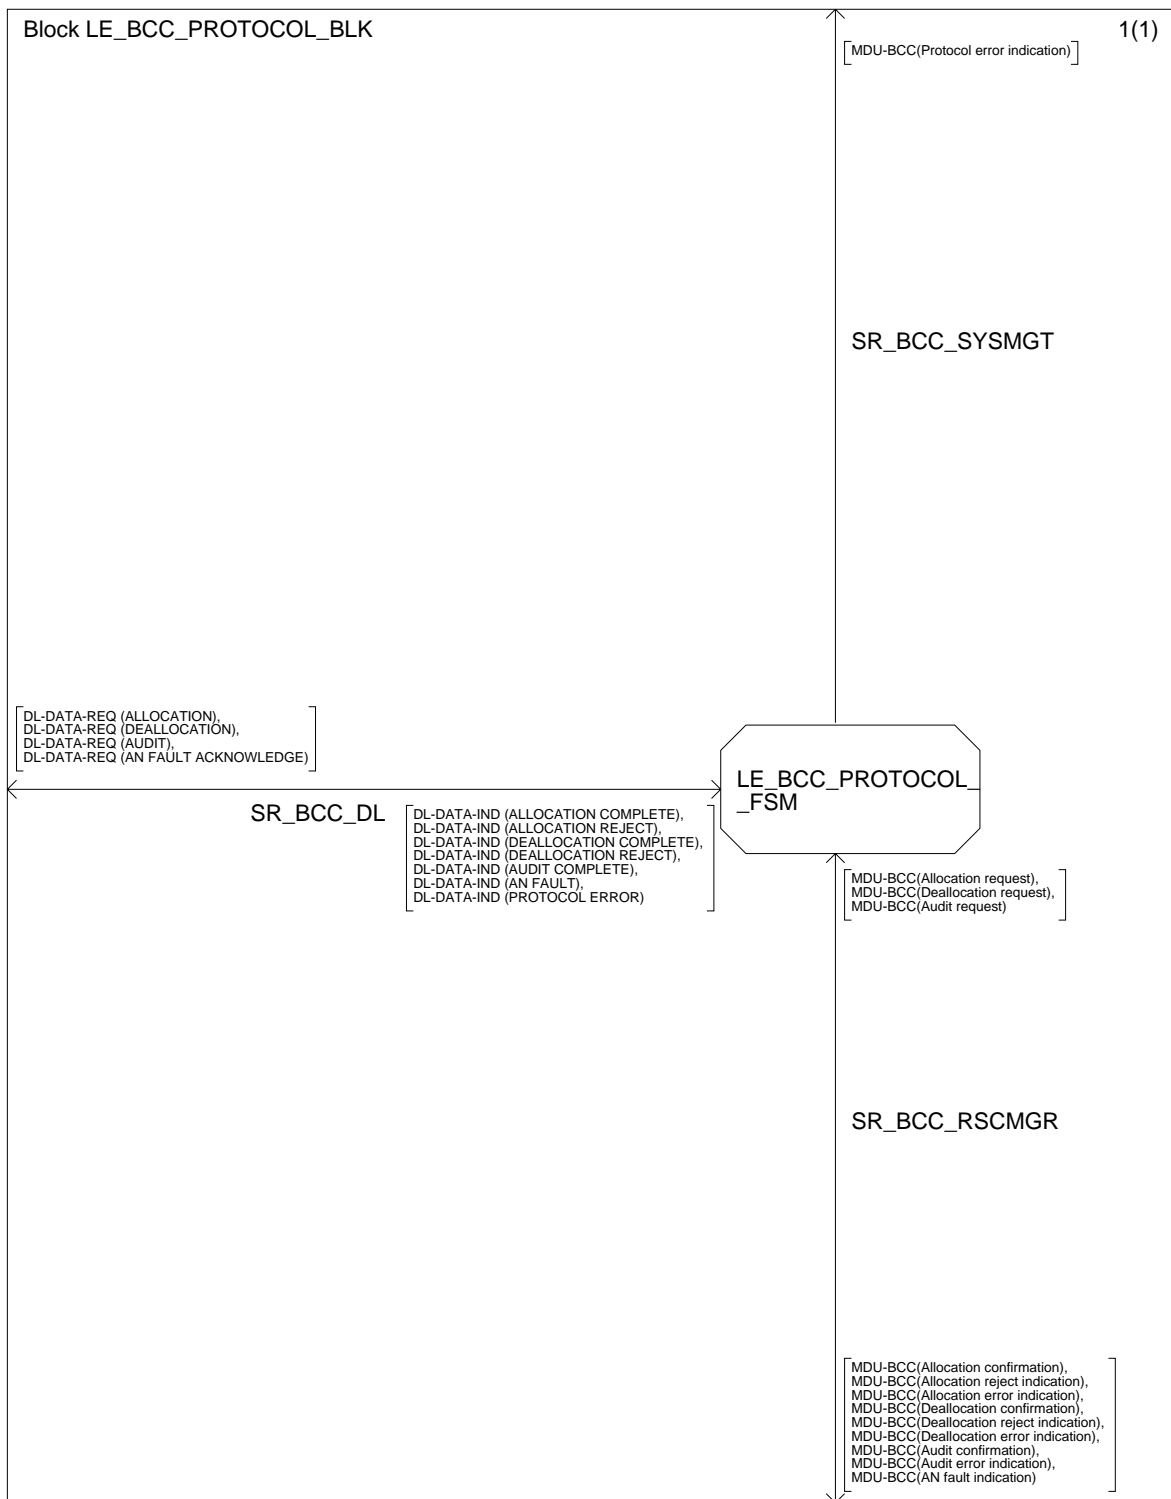 Block LE_BCC_PROTOCOL_BLK
1(1)
MDU-BCC(Protocol error indication)
SR_BCC_SYSMGT
DL-DATA-REQ (ALLOCATION),
DL-DATA-REQ (DEALLOCATION),
DL-DATA-REQ (AUDIT),
DL-DATA-REQ (AN FAULT ACKNOWLEDGE)
LE_BCC_PROTOCOL_
_FSM
SR_BCC_DL
DL-DATA-IND (ALLOCATION COMPLETE),
DL-DATA-IND (ALLOCATION REJECT),
DL-DATA-IND (DEALLOCATION COMPLETE),
DL-DATA-IND (DEALLOCATION REJECT),
DL-DATA-IND (AUDIT COMPLETE),
DL-DATA-IND (AN FAULT),
DL-DATA-IND (PROTOCOL ERROR)
MDU-BCC(Allocation request),
MDU-BCC(Deallocation request),
MDU-BCC(Audit request)
SR_BCC_RSCMGR
MDU-BCC(Allocation confirmation),
MDU-BCC(Allocation reject indication),
MDU-BCC(Allocation error indication),
MDU-BCC(Deallocation confirmation),
MDU-BCC(Deallocation reject indication),
MDU-BCC(Deallocation error indication),
MDU-BCC(Audit confirmation),
MDU-BCC(Audit error indication),
MDU-BCC(AN fault indication)